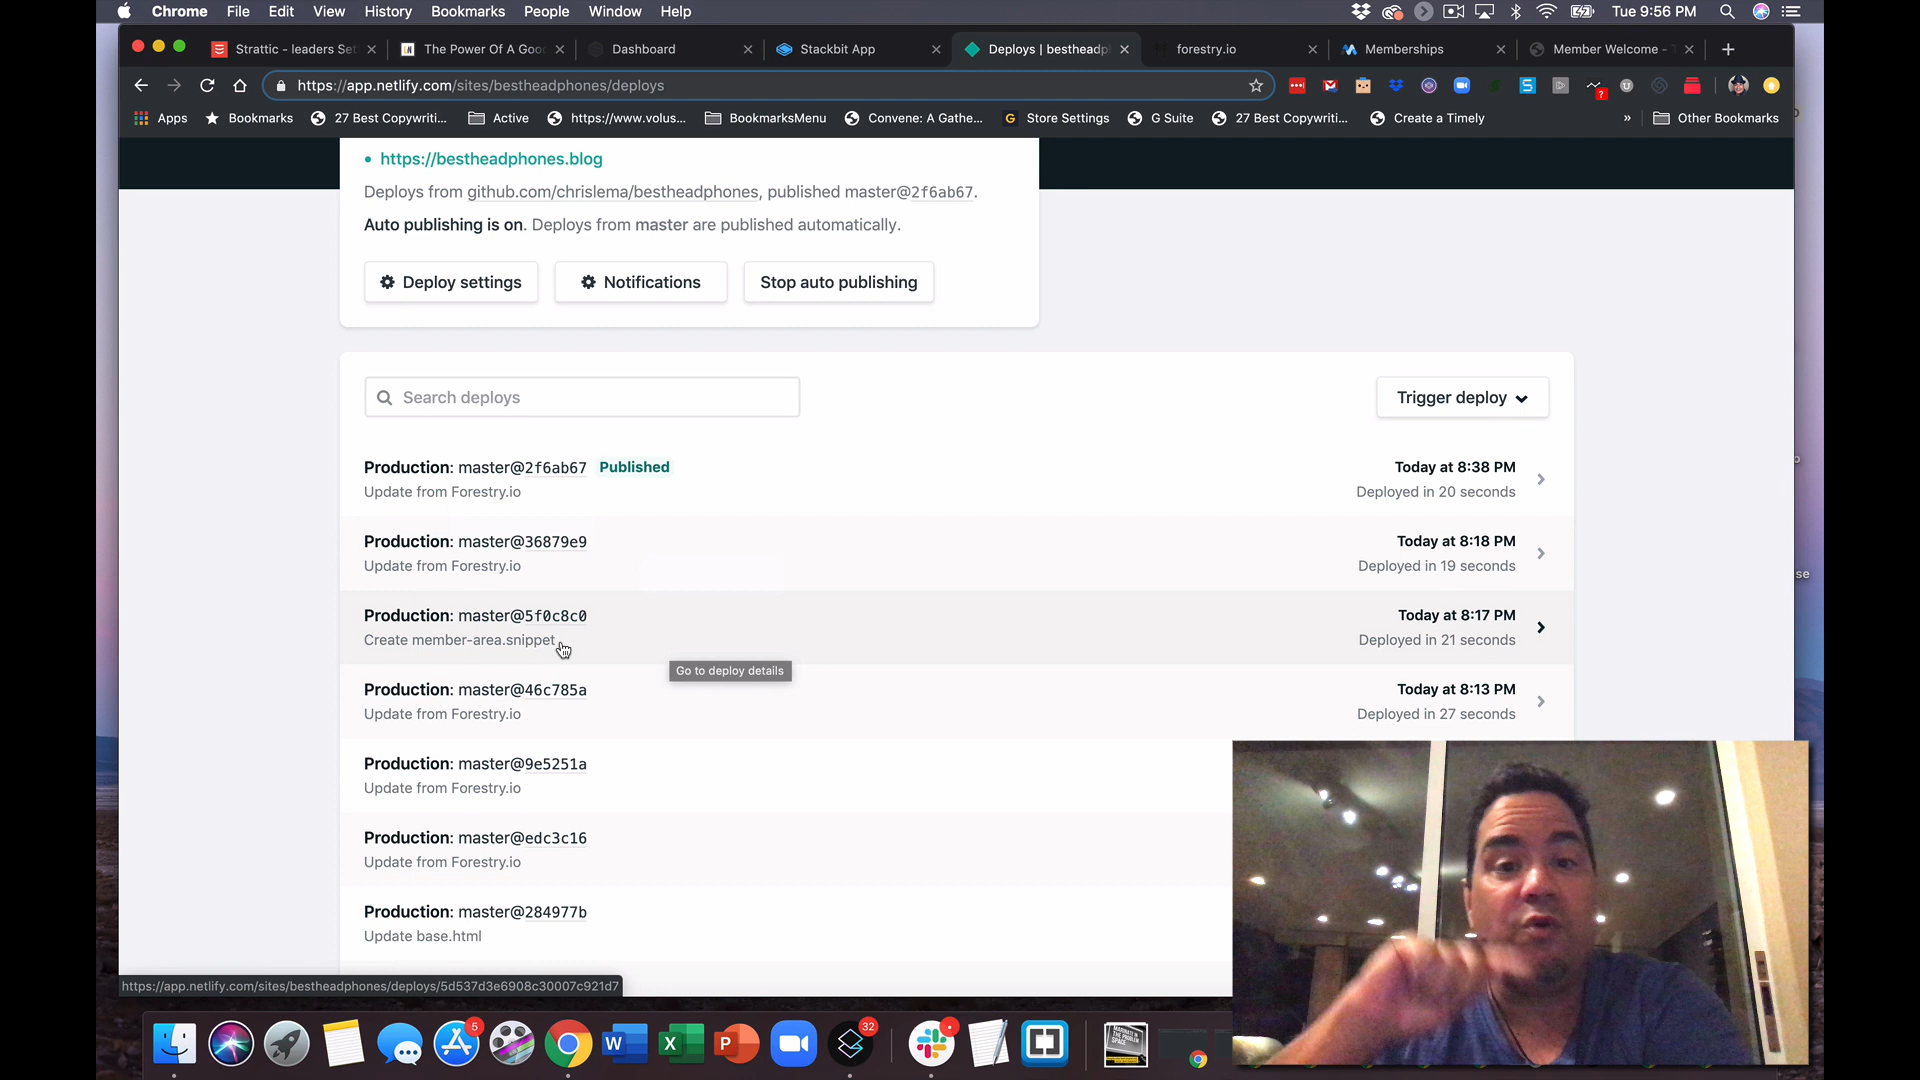 Chrome File Edit View History Bookmarks People Window Help
Tue 9:56 PM
Strattic - leaders Set
The Power Of A Goo
Dashboard
Stackbit App
Deploys | bestheadp
forestry.io
Memberships
Member Welcome -
https://app.netlify.com/sites/bestheadphones/deploys
Apps
Bookmarks
27 Best Copywriti...
Active
https://www.volus...
BookmarksMenu
Convene: A Gathe...
Store Settings
G Suite
27 Best Copywriti...
Create a Timely
»
Other Bookmarks
https://bestheadphones.blog
Deploys from github.com/chrislema/bestheadphones, published master@2f6ab67.
Auto publishing is on. Deploys from master are published automatically.
Deploy settings
Notifications
Stop auto publishing
Search deploys
Trigger deploy
Production: master@2f6ab67 Published
Today at 8:38 PM
Update from Forestry.io
Deployed in 20 seconds
Production: master@36879e9
Today at 8:18 PM
Update from Forestry.io
Deployed in 19 seconds
Production: master@5f0c8c0
Today at 8:17 PM
Create member-area.snippet
Deployed in 21 seconds
Go to deploy details
Production: master@46c785a
Today at 8:13 PM
Update from Forestry.io
Deployed in 27 seconds
Production: master@9e5251a
Update from Forestry.io
Production: master@edc3c16
Update from Forestry.io
Production: master@284977b
Update base.html
https://app.netlify.com/sites/bestheadphones/deploys/5d537d3e6908c30007c921d7
5
32